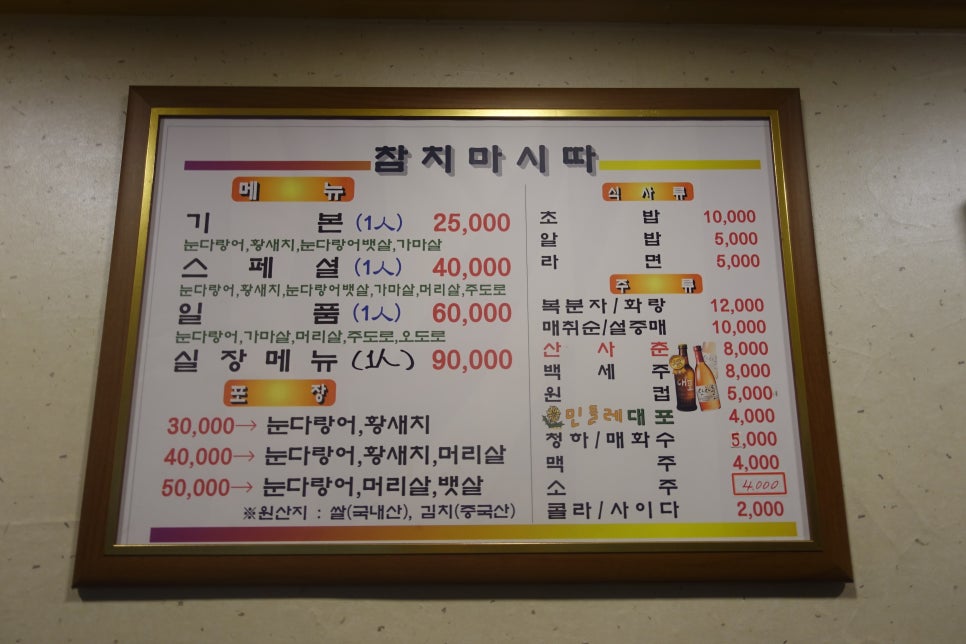 참치마시따
메뉴
기본 (1人) 25,000
눈다랑어,황새치,눈다랑어뱃살,가마살
스페셜 (1人) 40,000
눈다랑어,황새치,눈다랑어뱃살,가마살,머리살,주도로
일품 (1人) 60,000
눈다랑어,가마살,머리살,주도로,오도로
실장메뉴 (1人) 90,000
포장
30,000→ 눈다랑어,황새치
40,000→ 눈다랑어,황새치,머리살
50,000→ 눈다랑어,머리살,뱃살
※원산지 : 쌀(국내산), 김치(중국산)
식사류
초밥 10,000
알밥 5,000
라면 5,000
주류
복분자/화랑 12,000
매취순/설중매 10,000
산사춘 8,000
백세주 8,000
원컵 5,000
민들레대포 4,000
청하/매화수 5,000
맥주 4,000
소주 4,000
콜라/사이다 2,000
대포